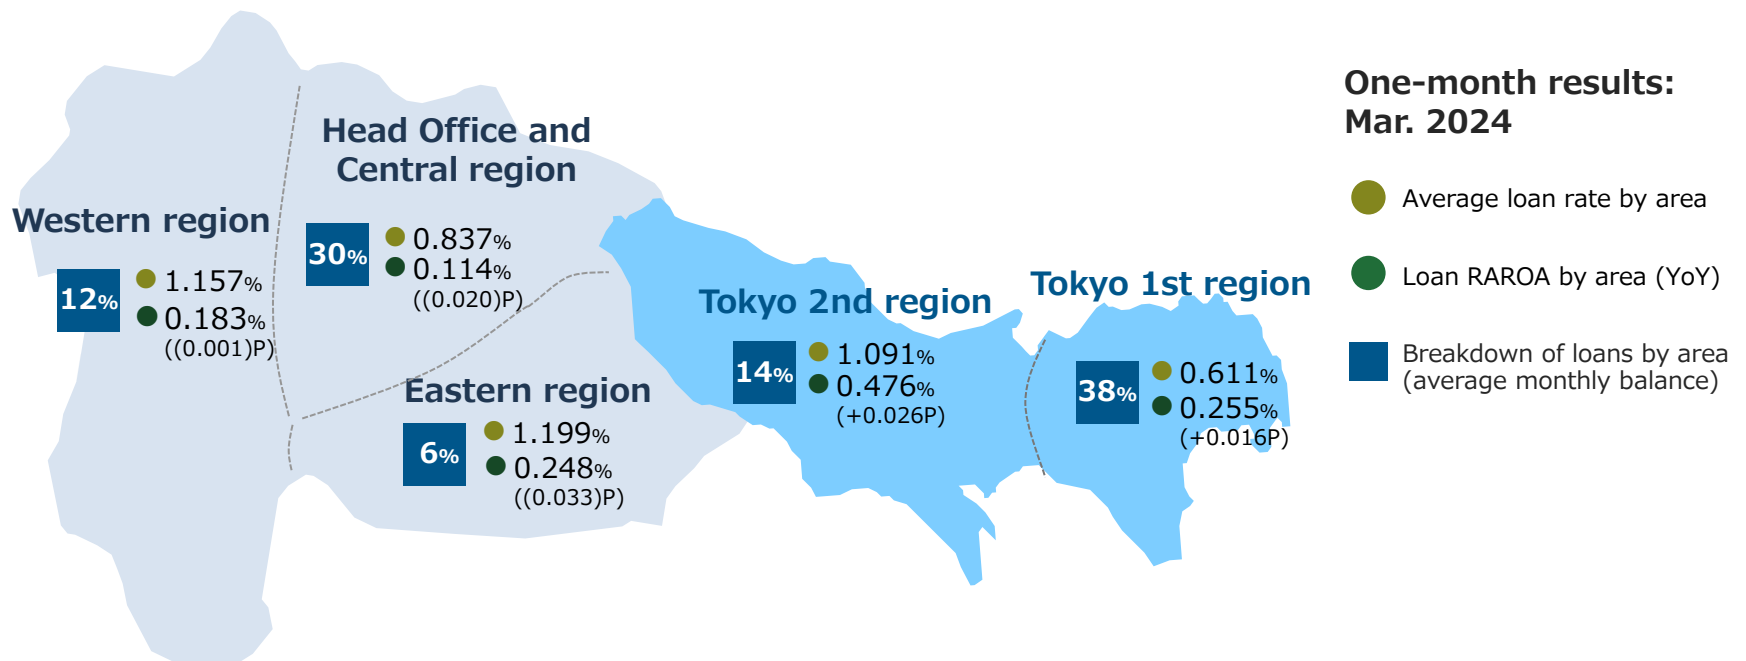 Head Office and
Central region
30%
0.837%
0.114%
((0.020)P)
Western region
12%
1.157%
0.183%
((0.001)P)
Eastern region
6%
1.199%
0.248%
((0.033)P)
Tokyo 2nd region
14%
1.091%
0.476%
(+0.026P)
Tokyo 1st region
38%
0.611%
0.255%
(+0.016P)
One-month results:
Mar. 2024
Average loan rate by area
Loan RAROA by area (YoY)
Breakdown of loans by area
(average monthly balance)